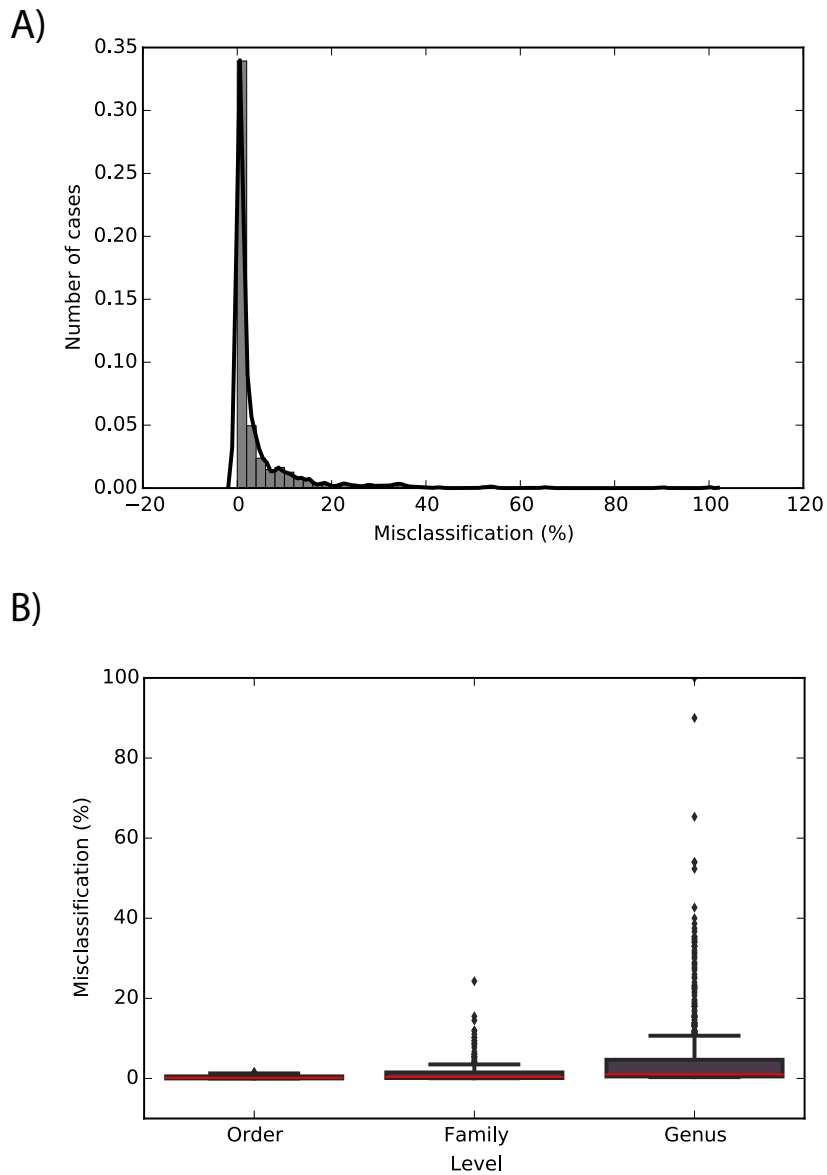 A)
0.35
0.30
0.25
0.20
0.15
0.10
0.05
0.00
Number of cases
−20 0 20 40 60 80 100 120
Misclassification (%)
B)
100
80
60
40
20
0
Misclassification (%)
Order Family Genus
Level